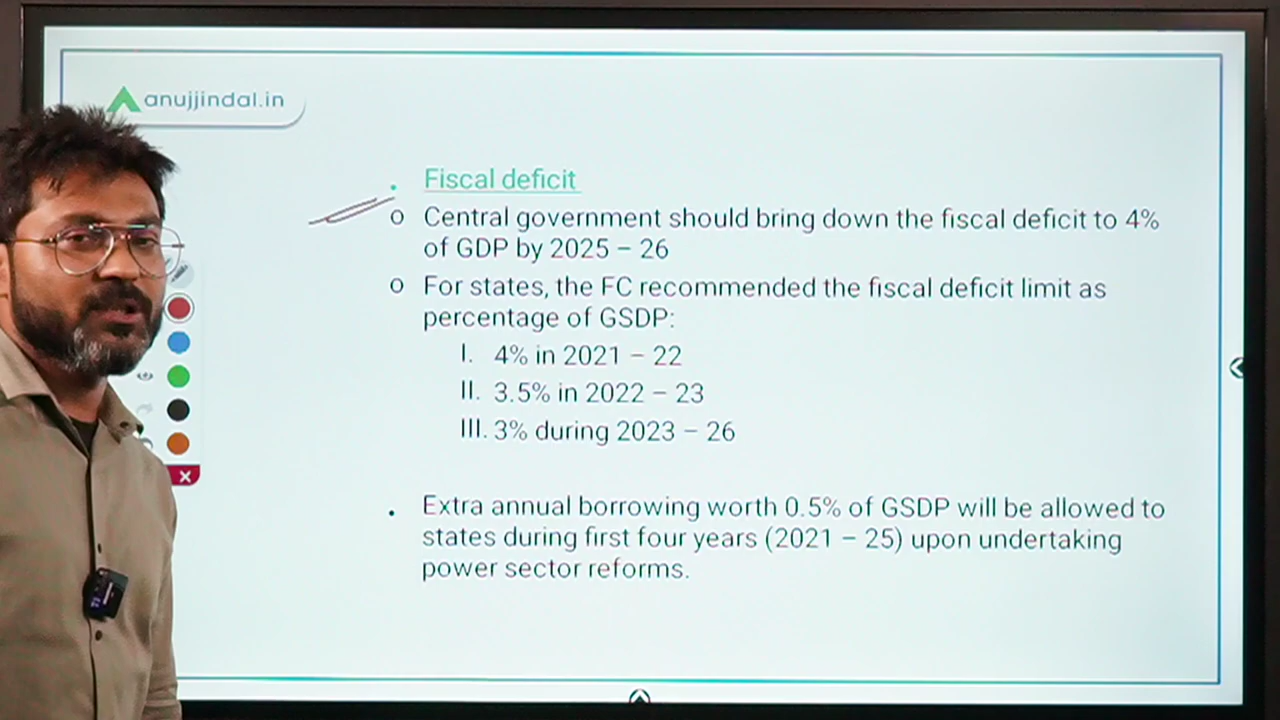 anujjindal.in
. Fiscal deficit
o Central government should bring down the fiscal deficit to 4%
of GDP by 2025 – 26
o For states, the FC recommended the fiscal deficit limit as
percentage of GSDP:
I. 4% in 2021 – 22
II. 3.5% in 2022 – 23
III. 3% during 2023 – 26
. Extra annual borrowing worth 0.5% of GSDP will be allowed to
states during first four years (2021 – 25) upon undertaking
power sector reforms.